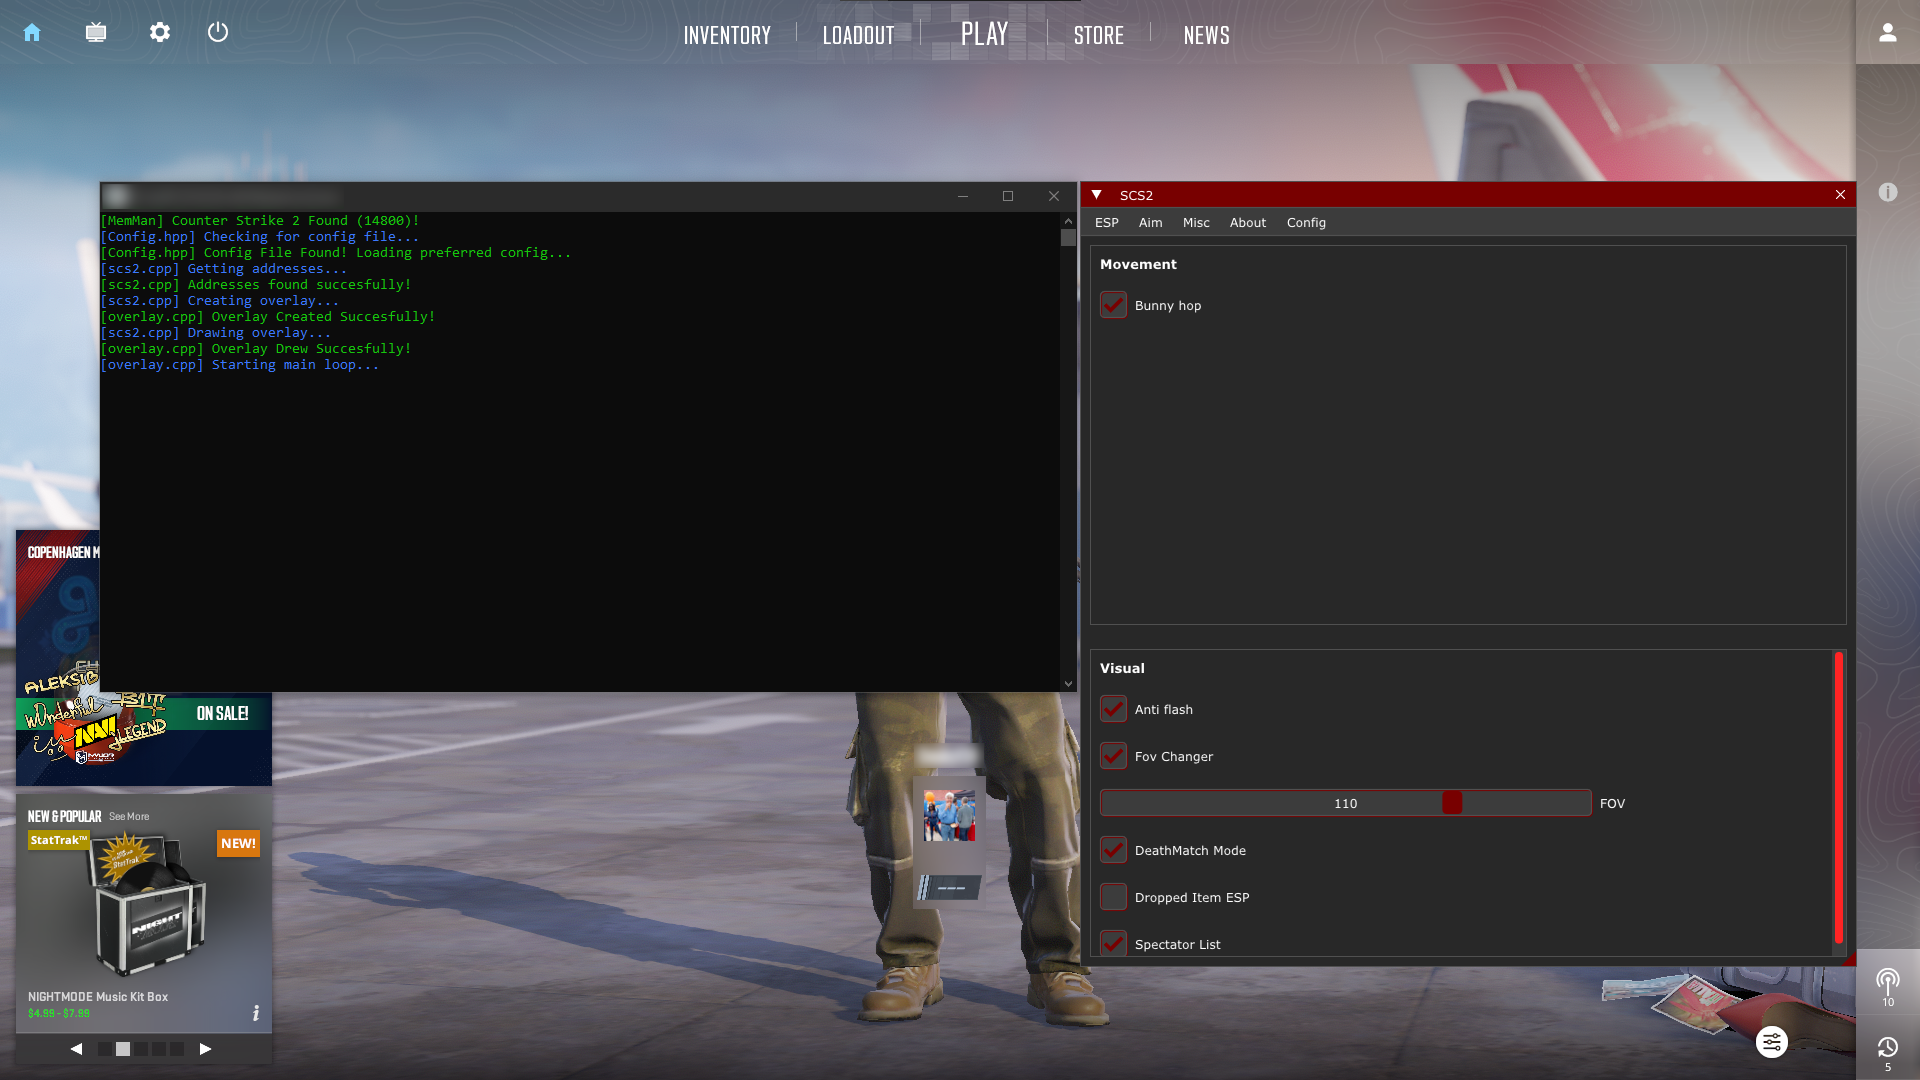 INVENTORY
LOADOUT
PLAY
STORE
NEWS
[MemMan] Counter Strike 2 Found (14800)!
[Config.hpp] Checking for config file...
[Config.hpp] Config File Found! Loading preferred config...
[scs2.cpp] Getting addresses...
[scs2.cpp] Addresses found succesfully!
[scs2.cpp] Creating overlay...
[overlay.cpp] Overlay Created Succesfully!
[scs2.cpp] Drawing overlay...
[overlay.cpp] Overlay Drew Succesfully!
[overlay.cpp] Starting main loop...
SCS2
ESP Aim Misc About Config
Movement
Bunny hop
Visual
Anti flash
Fov Changer
110 FOV
DeathMatch Mode
Dropped Item ESP
Spectator List
COPENHAGEN M
ALEKSIB
w0nderful
NAVI
LEGEND
ON SALE!
NEW & POPULAR See More
StatTrak™
NEW!
StatTrak
NIGHT
NIGHTMODE Music Kit Box
$4.99 - $7.99
i
10
5